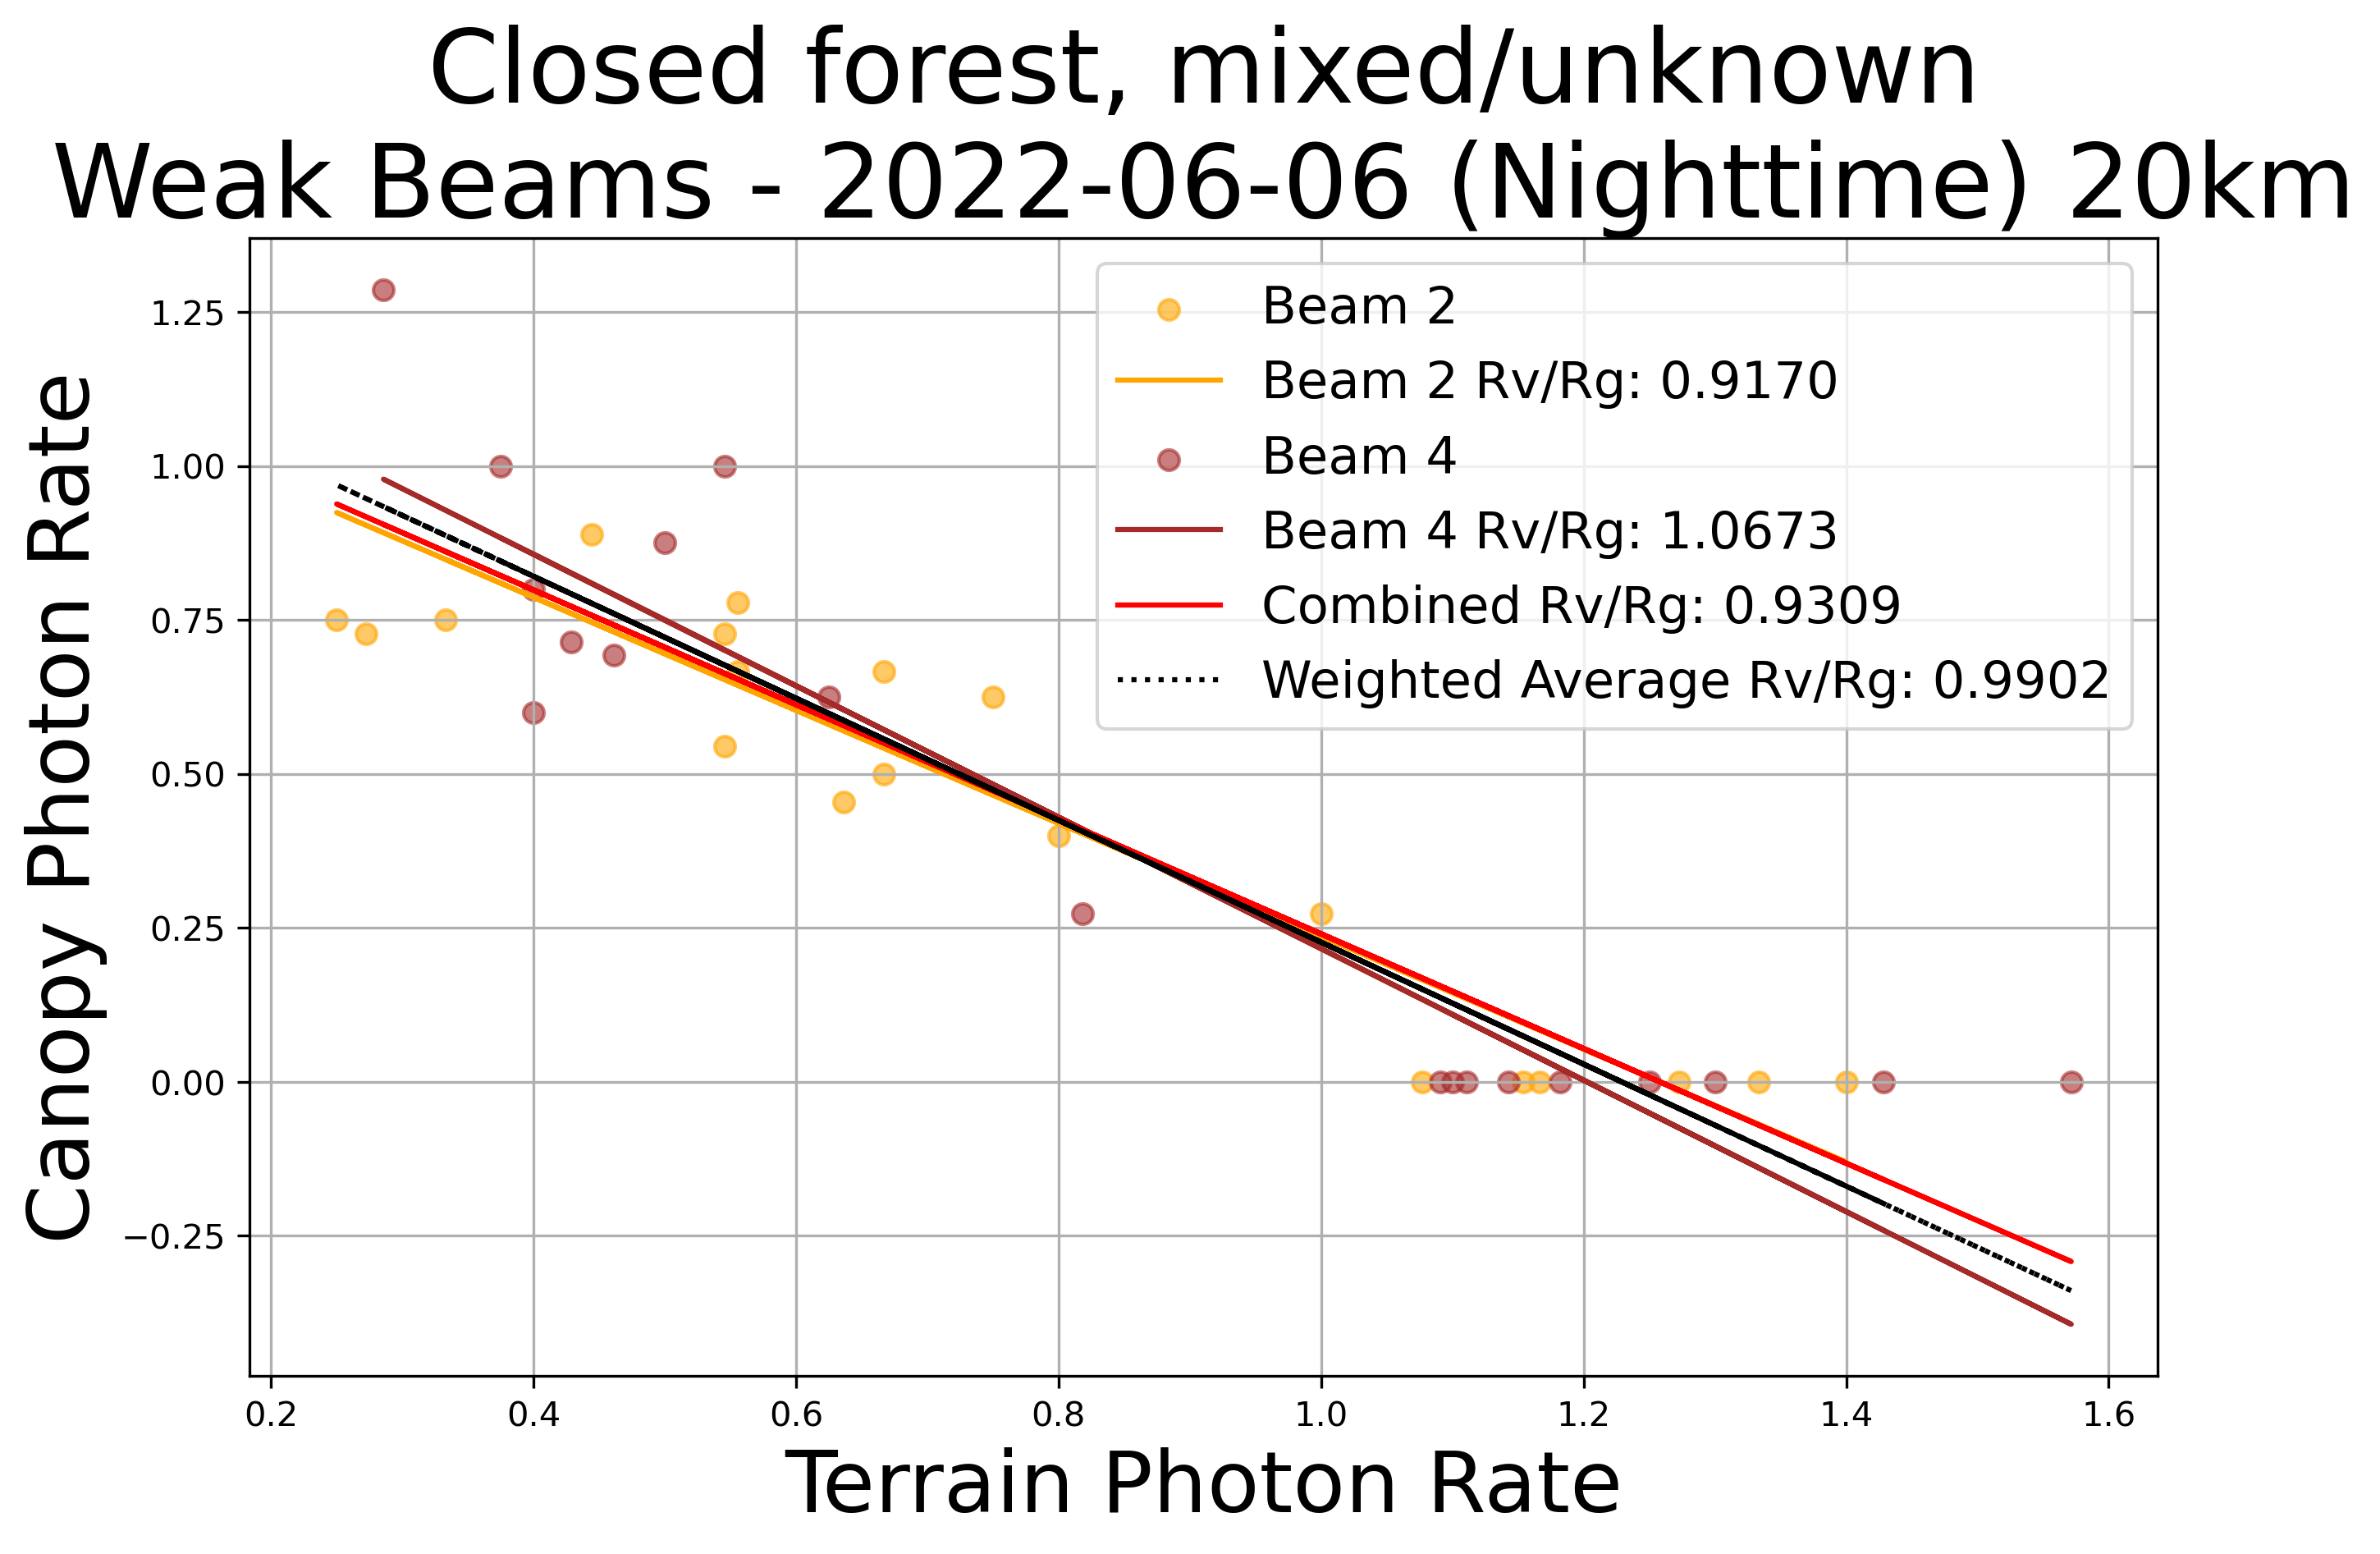 Closed forest, mixed/unknown
Weak Beams - 2022-06-06 (Nighttime) 20km
Canopy Photon Rate
1.25
1.00
0.75
0.50
0.25
0.00
−0.25
Beam 2
Beam 2 Rv/Rg: 0.9170
Beam 4
Beam 4 Rv/Rg: 1.0673
Combined Rv/Rg: 0.9309
Weighted Average Rv/Rg: 0.9902
0.2 0.4 0.6 0.8 1.0 1.2 1.4 1.6
Terrain Photon Rate